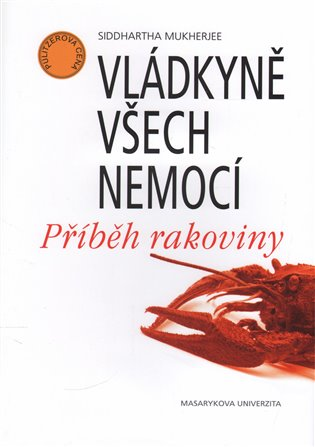 SIDDHARTHA MUKHERJEE
PULITZEROVA CENA
VLÁDKYNĚ
VŠECH
NEMOCÍ
Příběh rakoviny
MASARYKOVA UNIVERZITA